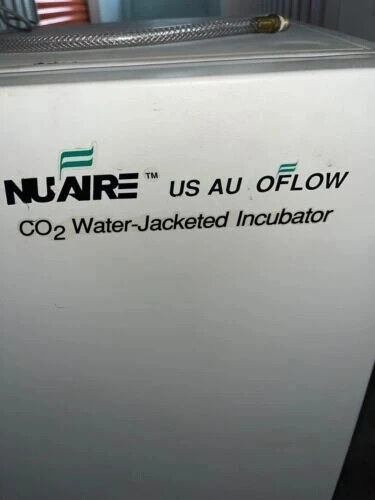 NUAIRE™ US AU OFLOW
CO₂ Water-Jacketed Incubator